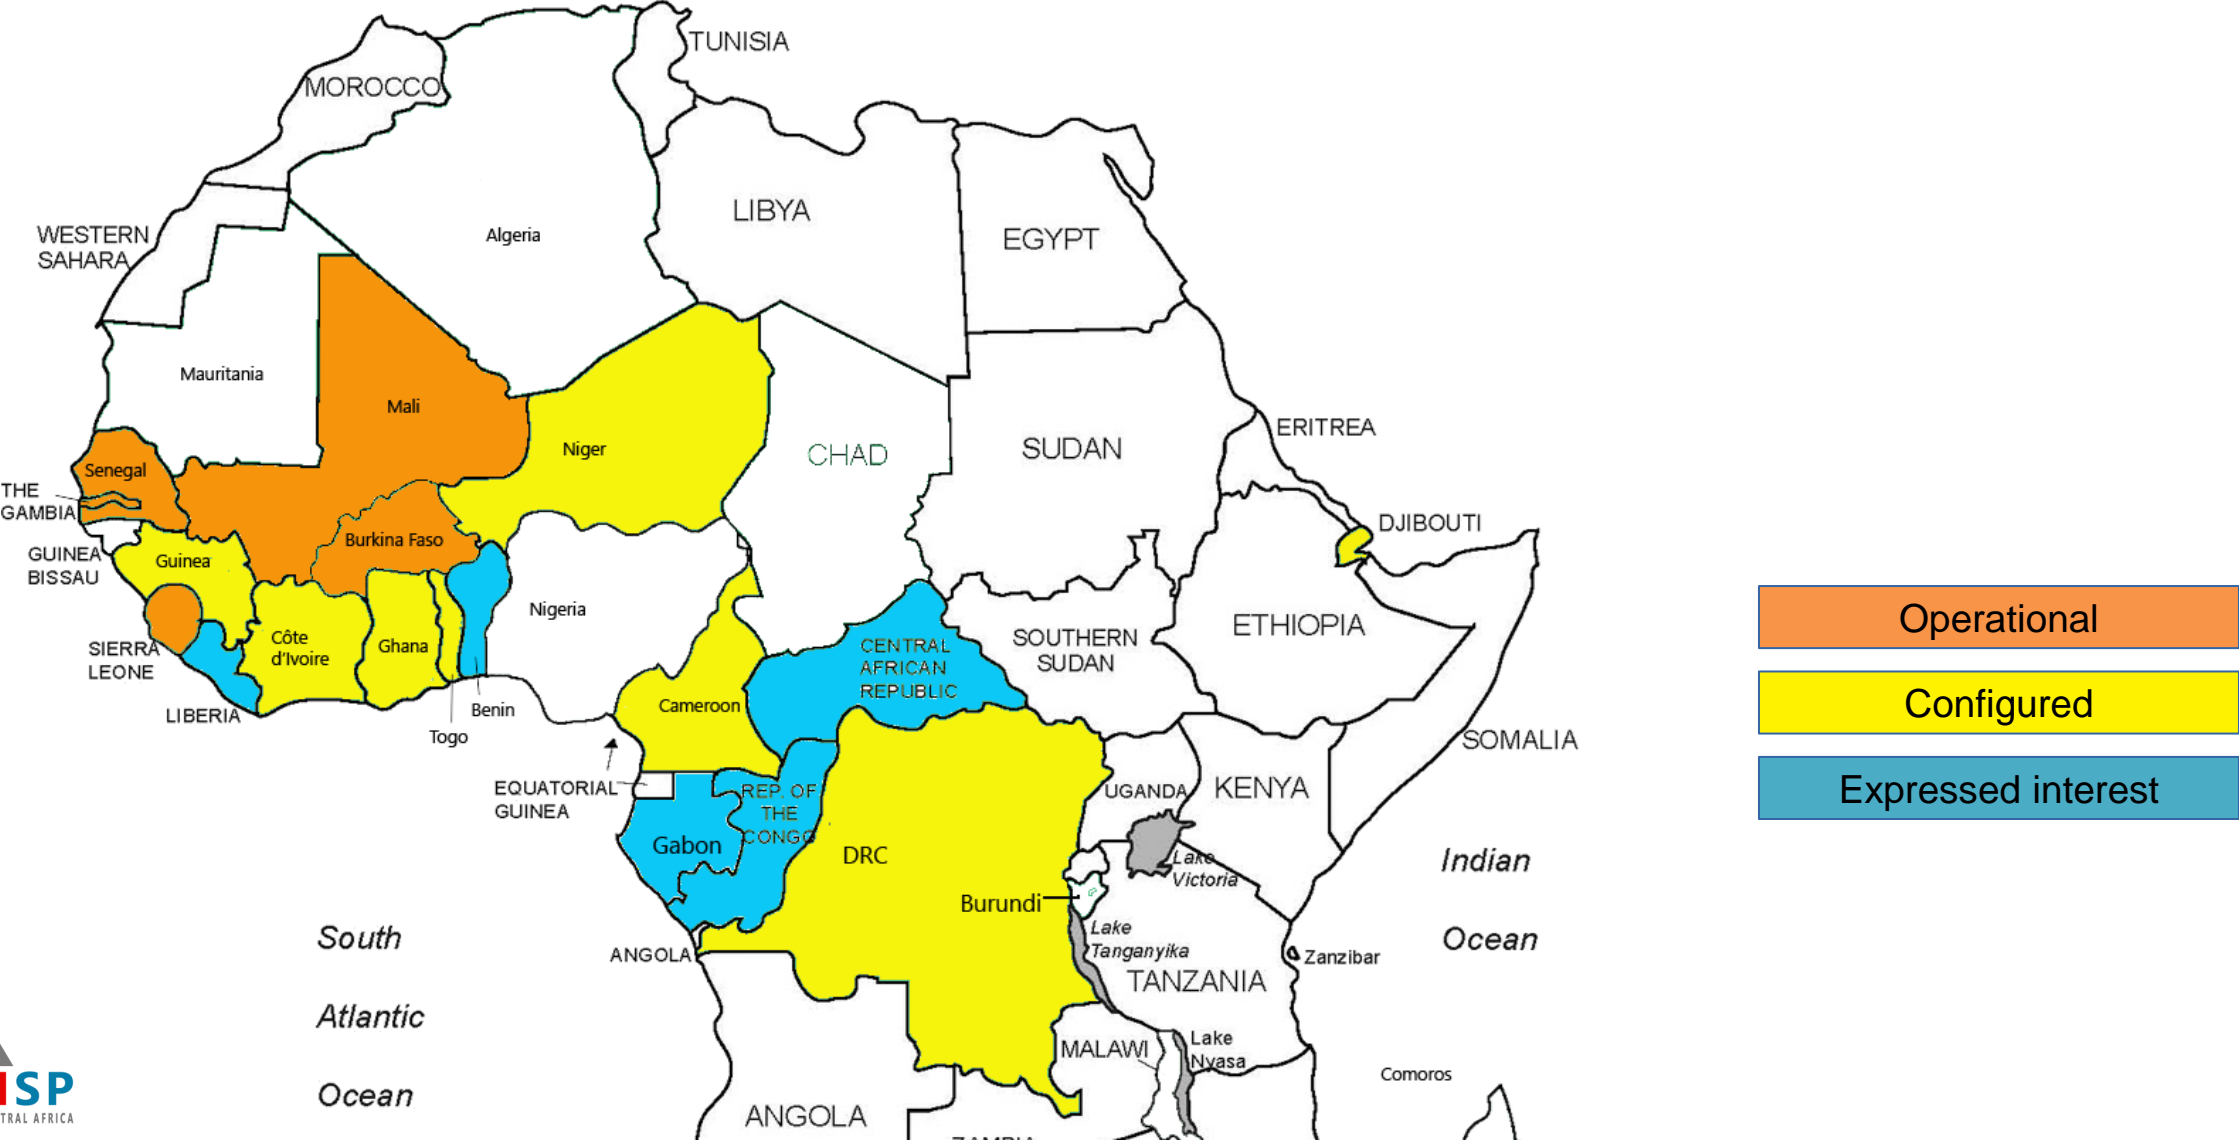 TUNISIA
MOROCCO
LIBYA
WESTERN
SAHARA
Algeria
EGYPT
Mauritania
Mali
Niger
CHAD
SUDAN
ERITREA
Senegal
THE
GAMBIA
DJIBOUTI
GUINEA
BISSAU
Guinea
Burkina Faso
Nigeria
ETHIOPIA
SIERRA
LEONE
Côte
d'Ivoire
Ghana
CENTRAL
AFRICAN
REPUBLIC
SOUTHERN
SUDAN
LIBERIA
Togo
Benin
Cameroon
SOMALIA
EQUATORIAL
GUINEA
REP. OF
THE
CONGO
UGANDA
KENYA
Gabon
DRC
Lake
Victoria
Burundi
Lake
Tanganyika
ANGOLA
TANZANIA
Zanzibar
Indian
Ocean
South
Atlantic
Ocean
MALAWI
Lake
Nyasa
Comoros
ANGOLA
ZAMBIA
Operational
Configured
Expressed interest
ISP
TRAL AFRICA